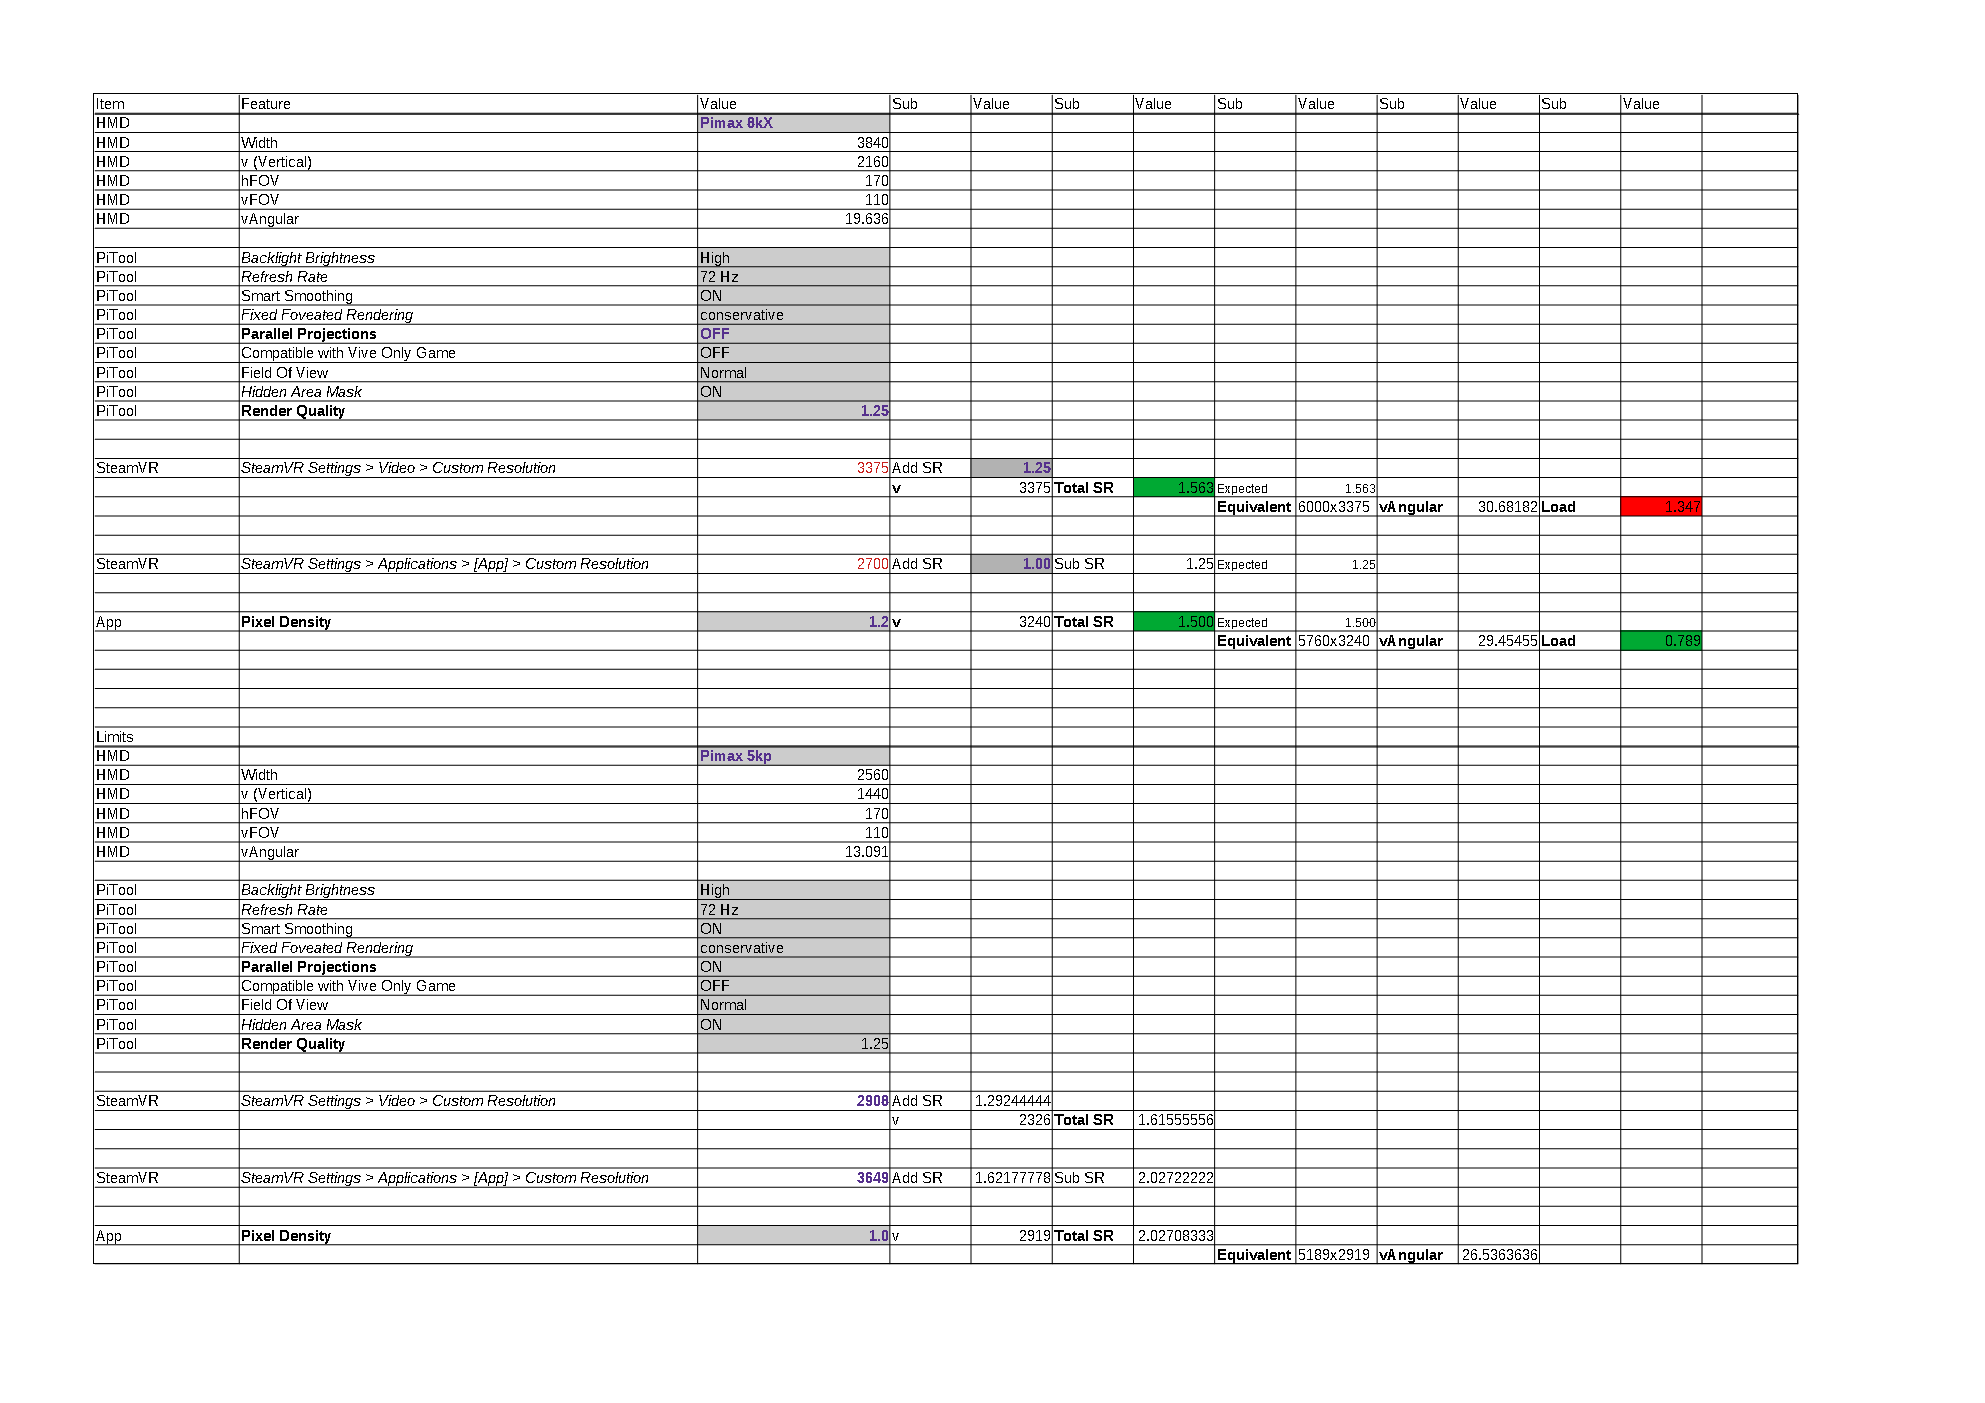 Item Feature Value Sub Value Sub Value Sub Value Sub Value Sub Value
HMD Pimax 8kX
HMD Width 3840
HMD v (Vertical) 2160
HMD hFOV 170
HMD vFOV 110
HMD vAngular 19.636
PiTool Backlight Brightness High
PiTool Refresh Rate 72 Hz
PiTool Smart Smoothing ON
PiTool Fixed Foveated Rendering conservative
PiTool Parallel Projections OFF
PiTool Compatible with Vive Only Game OFF
PiTool Field Of View Normal
PiTool Hidden Area Mask ON
PiTool Render Quality 1.25
SteamVR SteamVR Settings > Video > Custom Resolution 3375 Add SR 1.25
v 3375 Total SR 1.563 Expected 1.563
Equivalent 6000x3375 vAngular 30.68182 Load 1.347
SteamVR SteamVR Settings > Applications > [App] > Custom Resolution 2700 Add SR 1.00 Sub SR 1.25 Expected 1.25
App Pixel Density 1.2 v 3240 Total SR 1.500 Expected 1.500
Equivalent 5760x3240 vAngular 29.45455 Load 0.789
Limits
HMD Pimax 5kp
HMD Width 2560
HMD v (Vertical) 1440
HMD hFOV 170
HMD vFOV 110
HMD vAngular 13.091
PiTool Backlight Brightness High
PiTool Refresh Rate 72 Hz
PiTool Smart Smoothing ON
PiTool Fixed Foveated Rendering conservative
PiTool Parallel Projections ON
PiTool Compatible with Vive Only Game OFF
PiTool Field Of View Normal
PiTool Hidden Area Mask ON
PiTool Render Quality 1.25
SteamVR SteamVR Settings > Video > Custom Resolution 2908 Add SR 1.29244444
v 2326 Total SR 1.61555556
SteamVR SteamVR Settings > Applications > [App] > Custom Resolution 3649 Add SR 1.62177778 Sub SR 2.02722222
App Pixel Density 1.0 v 2919 Total SR 2.02708333
Equivalent 5189x2919 vAngular 26.5363636